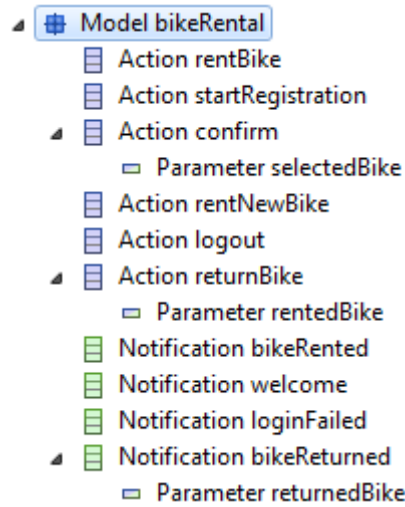 Model bikeRental
Action rentBike
Action startRegistration
Action confirm
Parameter selectedBike
Action rentNewBike
Action logout
Action returnBike
Parameter rentedBike
Notification bikeRented
Notification welcome
Notification loginFailed
Notification bikeReturned
Parameter returnedBike